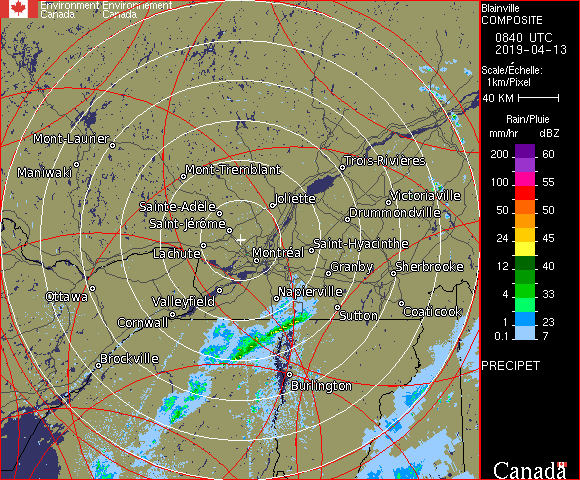 Environment Environnement
Canada Canada
Blainville
COMPOSITE
0840 UTC
2019-04-13
Scale/Échelle:
1km/Pixel
40 KM
Rain/Pluie
mm/hr dBZ
200 60
100 55
50 50
24 45
12 40
4 33
1 23
0.1 7
PRECIPET
Mont-Laurier
Maniwaki
Mont-Tremblant
Trois-Rivières
Joliette
Victoriaville
Sainte-Adèle
Drummondville
Saint-Jérôme
Saint-Hyacinthe
Lachute
Montréal
Granby
Sherbrooke
Ottawa
Napierville
Valleyfield
Coaticook
Sutton
Cornwall
Brockville
Burlington
Canada